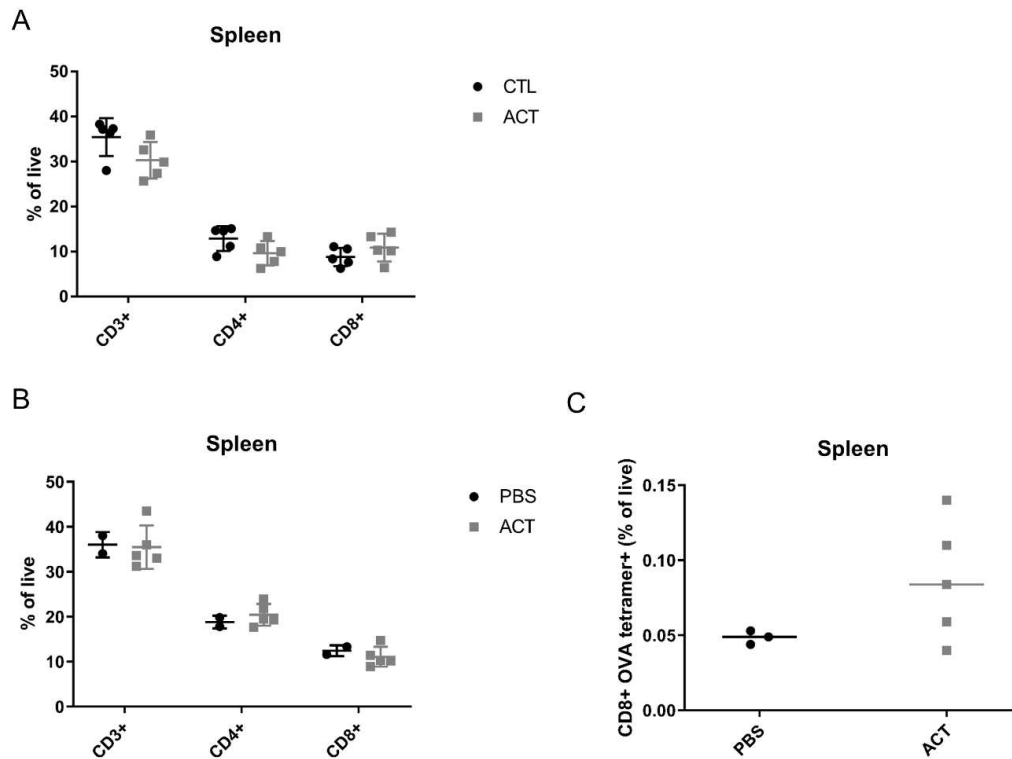 A
Spleen
% of live
50
40
30
20
10
0
CD3+
CD4+
CD8+
CTL
ACT
B
Spleen
% of live
50
40
30
20
10
0
CD3+
CD4+
CD8+
PBS
ACT
C
Spleen
CD8+ OVA tetramer+ (% of live)
0.15
0.10
0.05
0.00
PBS
ACT